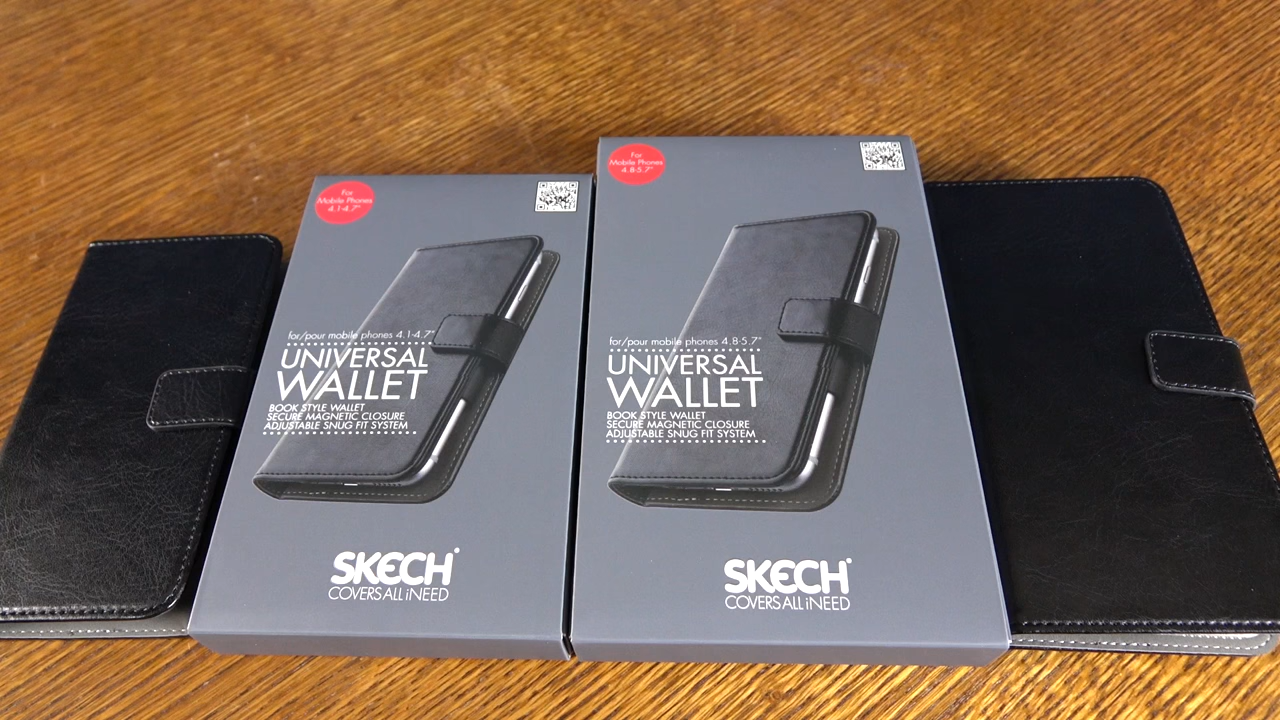 For
Mobile Phones
4.1-4.7"
for/pour mobile phones 4.1-4.7"
UNIVERSAL
WALLET
BOOK STYLE WALLET
SECURE MAGNETIC CLOSURE
ADJUSTABLE SNUG FIT SYSTEM
SKECH
COVERS ALL iNEED
For
Mobile Phones
4.8-5.7"
for/pour mobile phones 4.8-5.7"
UNIVERSAL
WALLET
BOOK STYLE WALLET
SECURE MAGNETIC CLOSURE
ADJUSTABLE SNUG FIT SYSTEM
SKECH
COVERS ALL iNEED